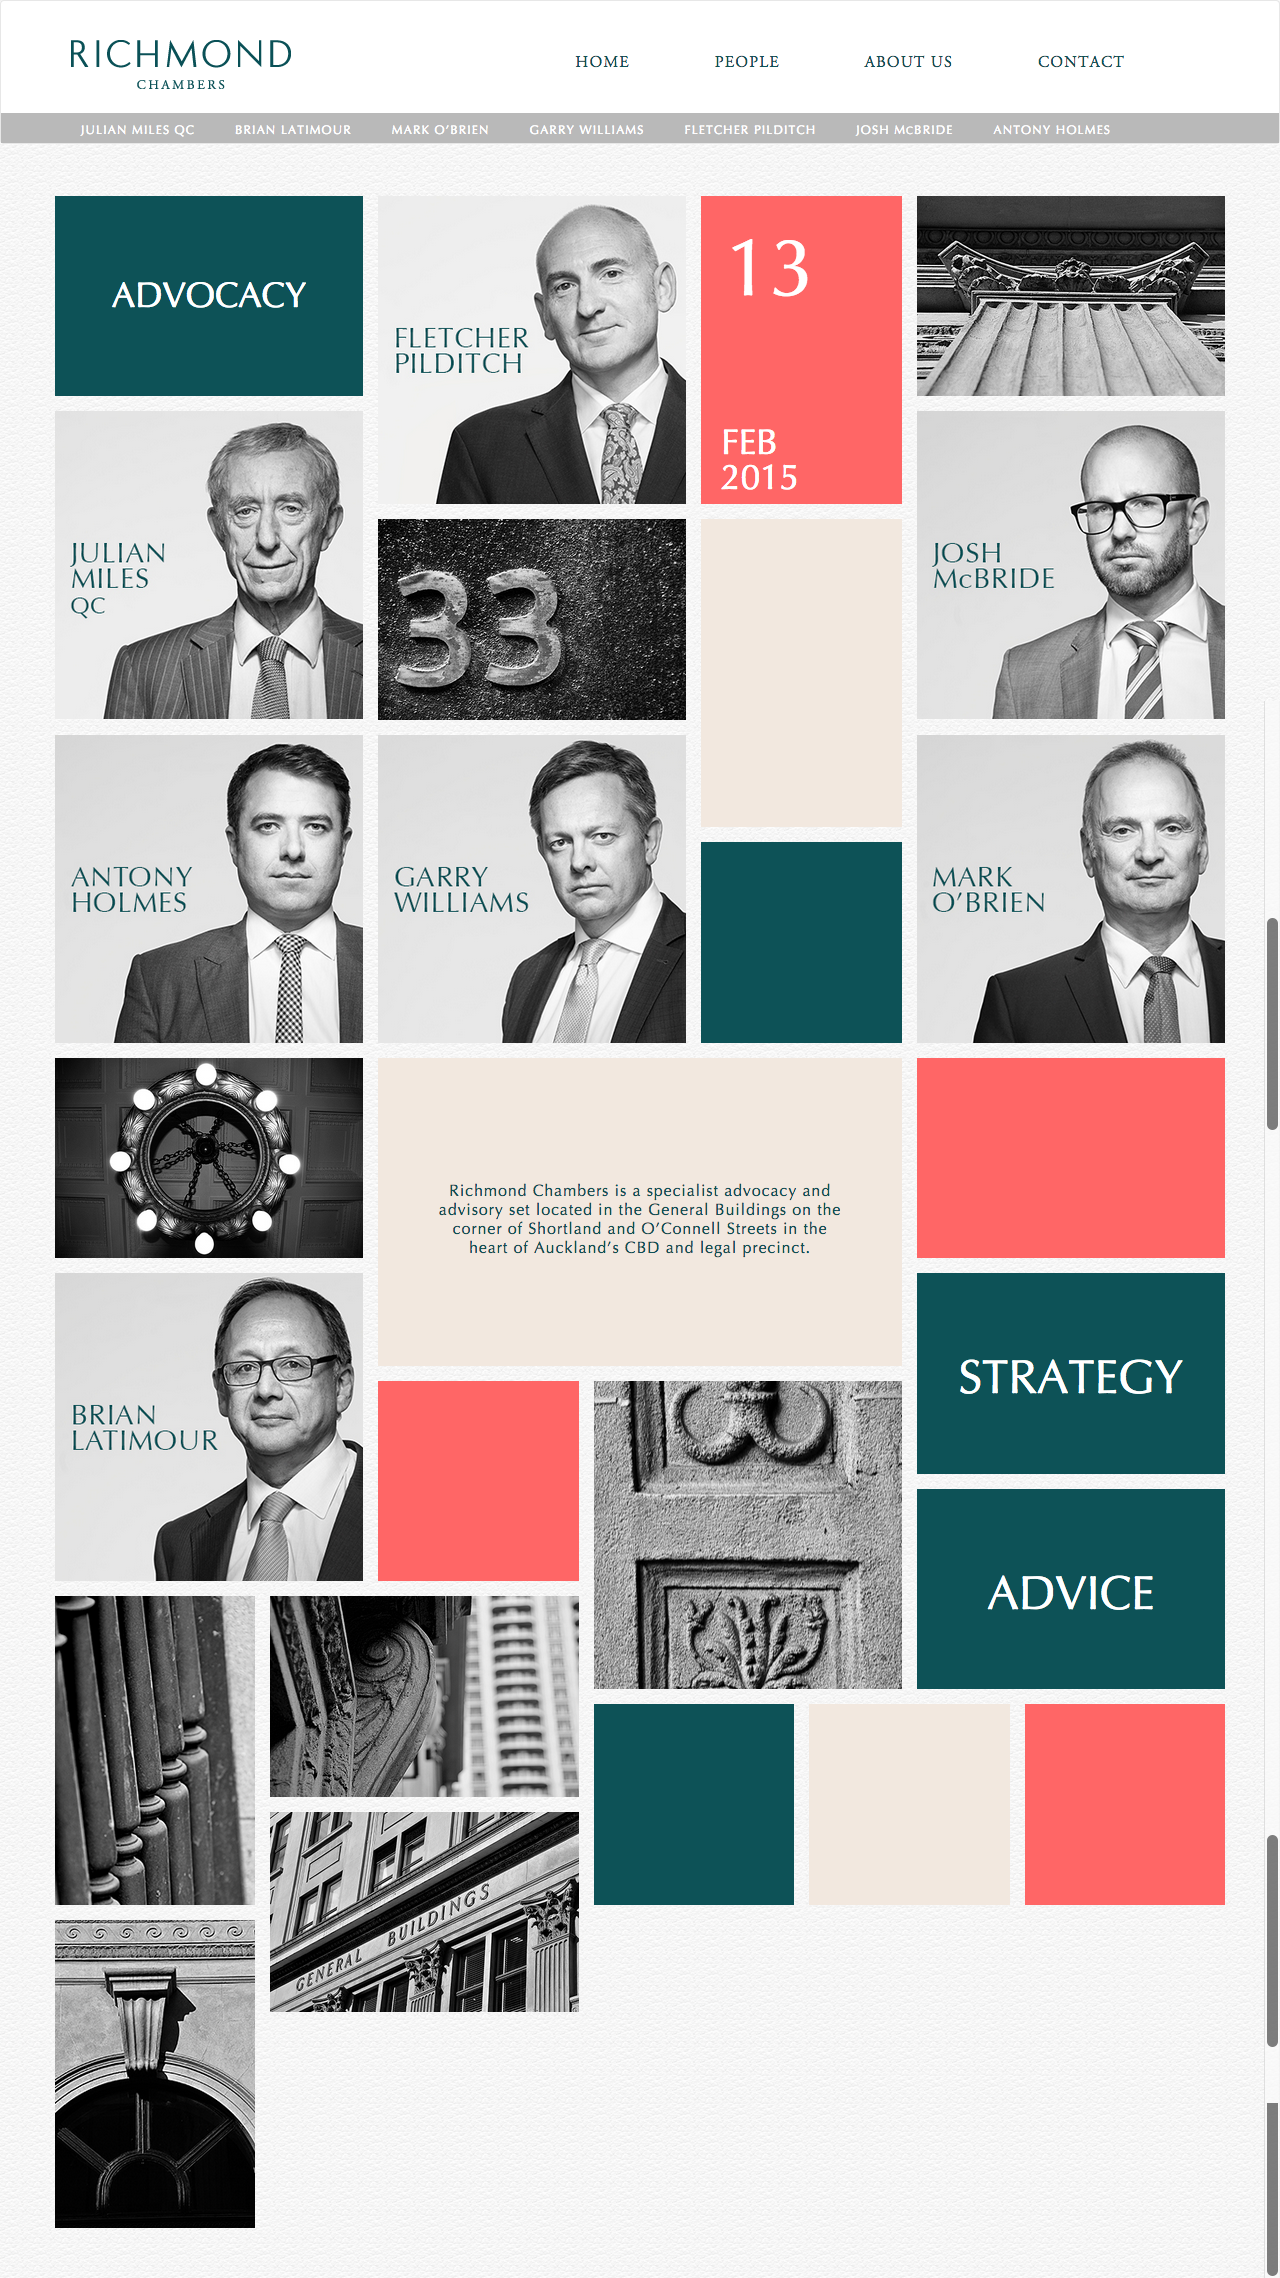 RICHMOND
CHAMBERS
HOME PEOPLE ABOUT US CONTACT
JULIAN MILES QC BRIAN LATIMOUR MARK O’BRIEN GARRY WILLIAMS FLETCHER PILDITCH JOSH McBRIDE ANTONY HOLMES
ADVOCACY
FLETCHER
PILDITCH
13
FEB
2015
JULIAN
MILES
QC
33
JOSH
McBRIDE
ANTONY
HOLMES
GARRY
WILLIAMS
MARK
O’BRIEN
Richmond Chambers is a specialist advocacy and
advisory set located in the General Buildings on the
corner of Shortland and O’Connell Streets in the
heart of Auckland’s CBD and legal precinct.
BRIAN
LATIMOUR
STRATEGY
ADVICE
GENERAL BUILDINGS